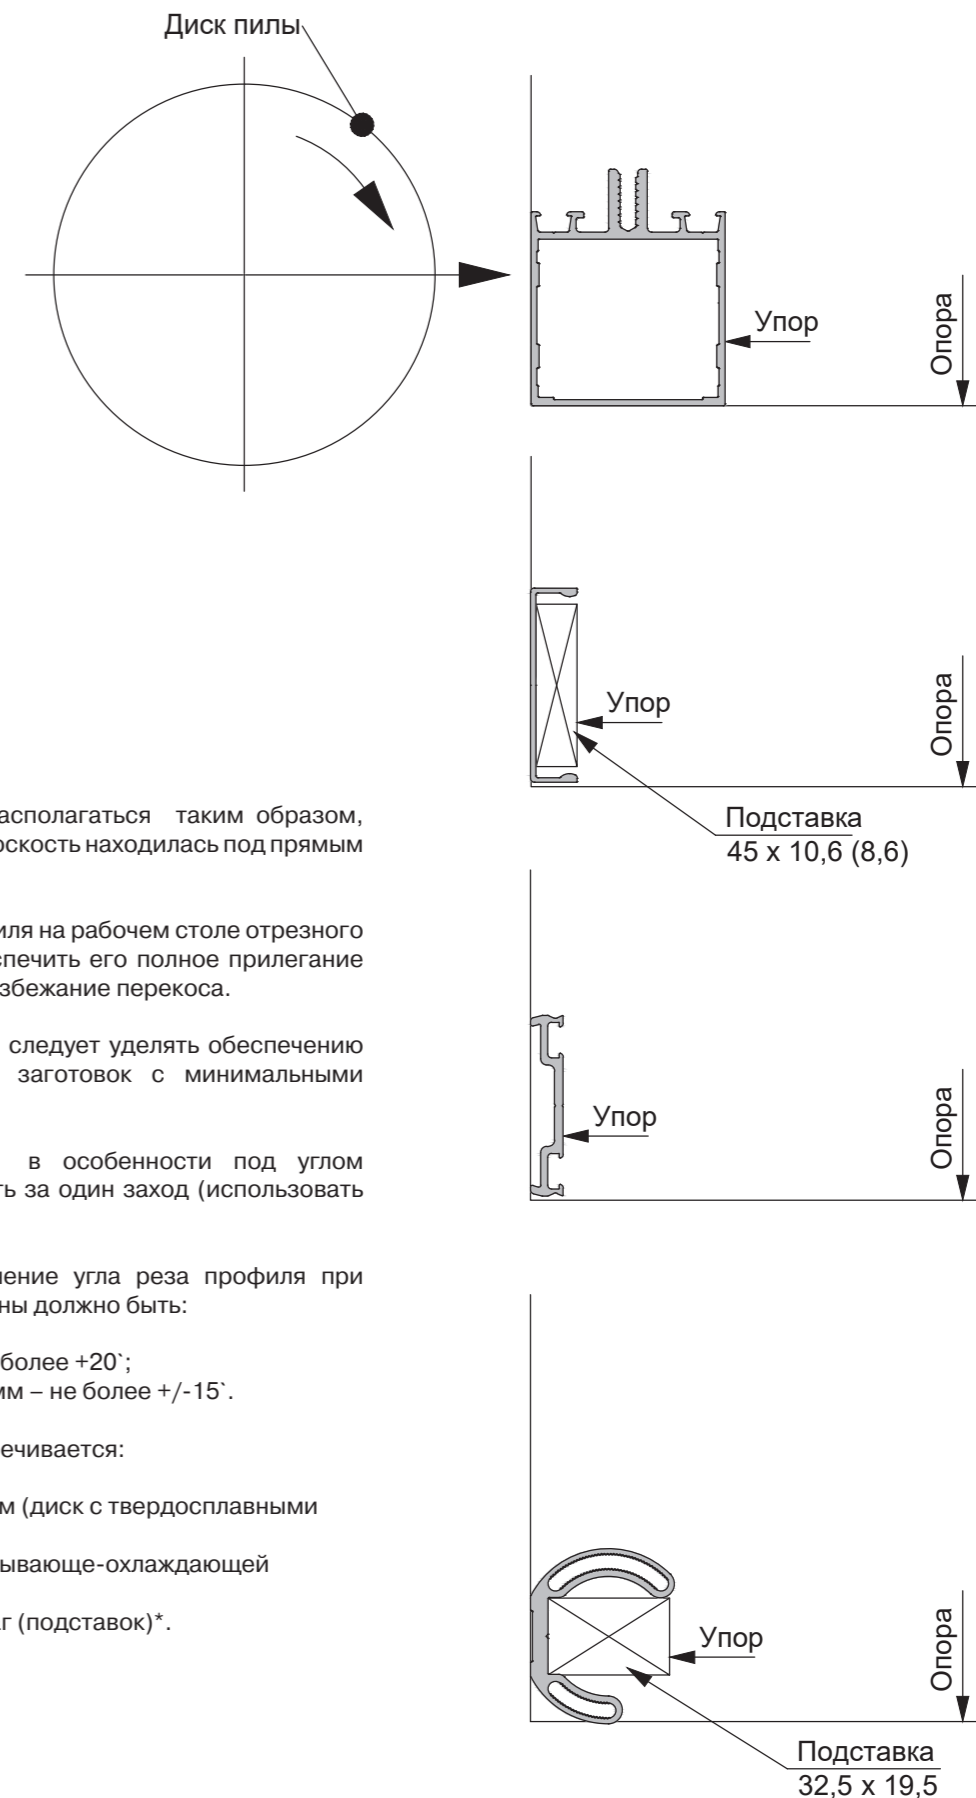 Диск пилы
Упор
Опора
Упор
Опора
Подставка
45 x 10,6 (8,6)
асполагаться таким образом,
оскость находилась под прямым
иля на рабочем столе отрезного
спечить его полное прилегание
збежание перекоса.
следует уделять обеспечению
заготовок с минимальными
в особенности под углом
ть за один заход (использовать
нение угла реза профиля при
ны должно быть:
более +20`;
мм – не более +/-15`.
ечивается:
м (диск с твердосплавными
ывающе-охлаждающей
г (подставок)*.
Упор
Опора
Упор
Опора
Подставка
32,5 x 19,5